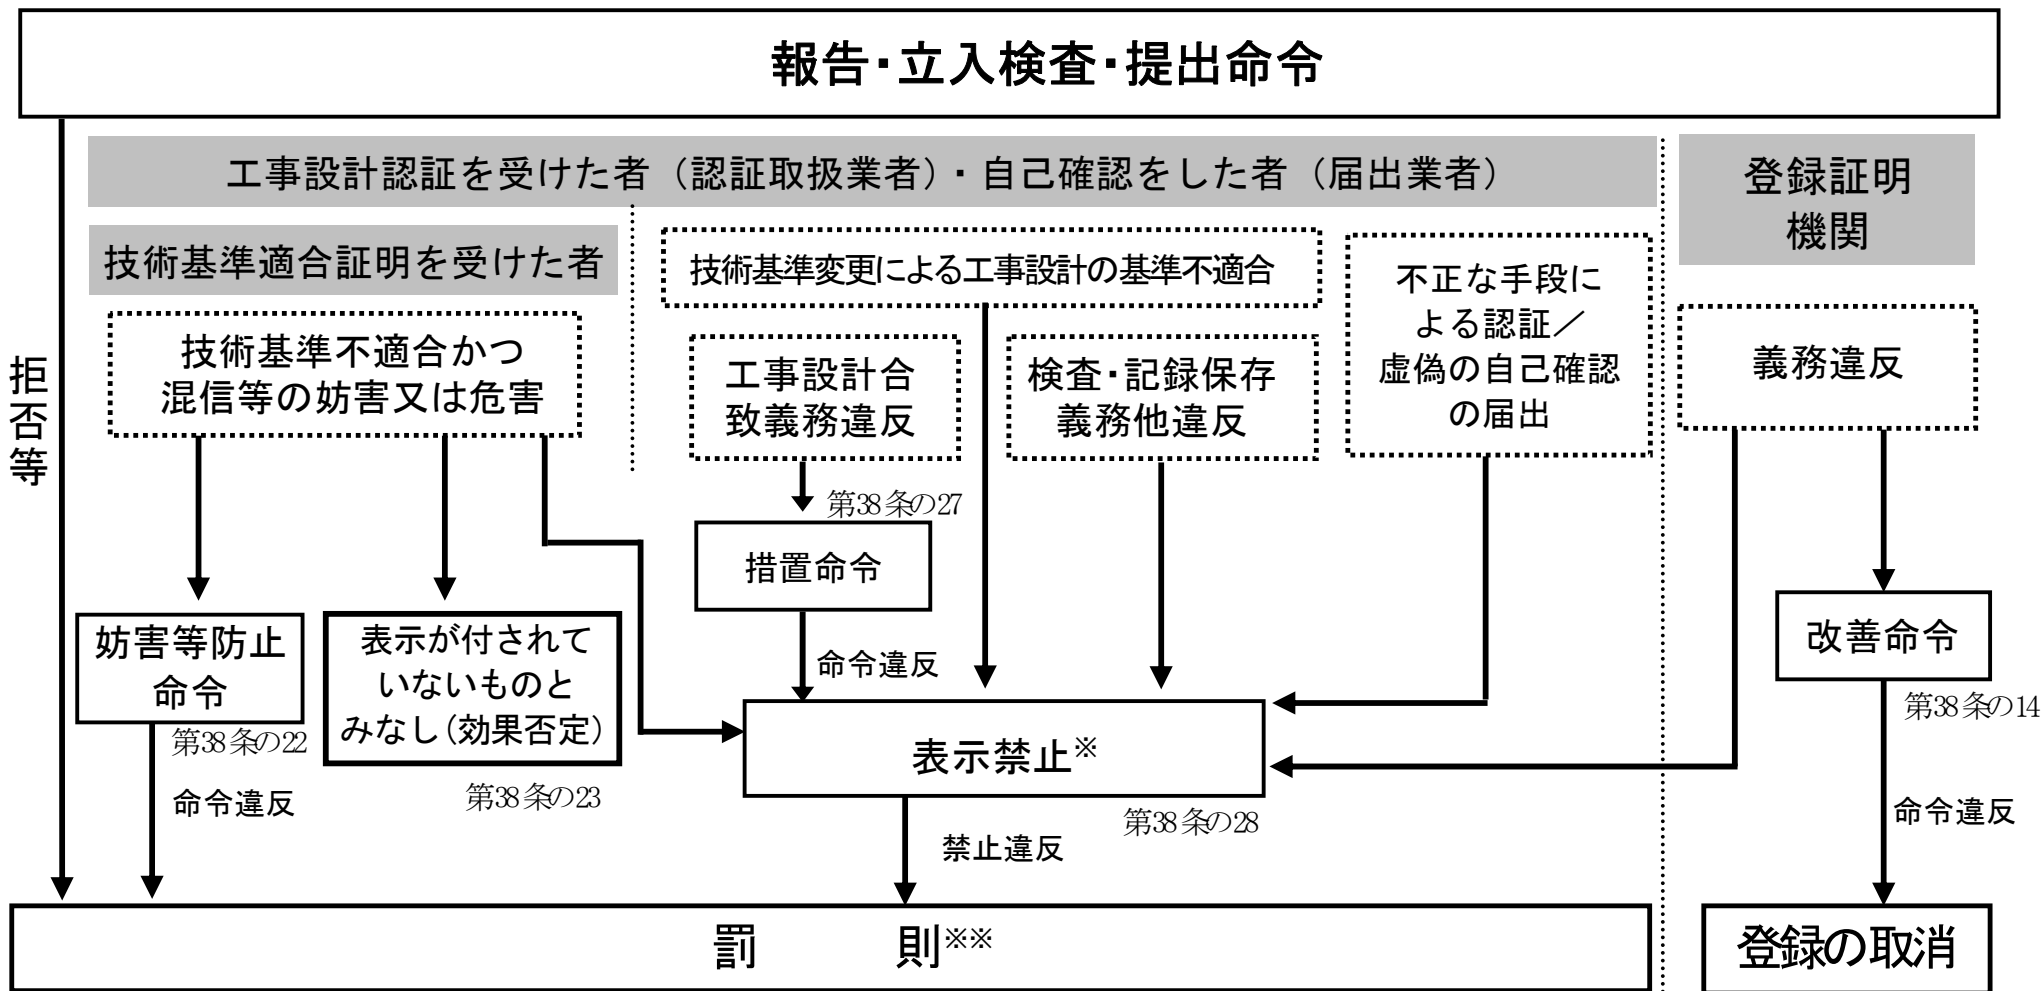 報告・立入検査・提出命令
工事設計認証を受けた者（認証取扱業者）・自己確認をした者（届出業者）
登録証明
機関
技術基準適合証明を受けた者
技術基準変更による工事設計の基準不適合
不正な手段に
よる認証／
虚偽の自己確認
の届出
技術基準不適合かつ
混信等の妨害又は危害
工事設計合
致義務違反
検査・記録保存
義務他違反
義務違反
拒否等
第38条の27
措置命令
妨害等防止
命令
第38条の22
表示が付されて
いないものと
みなし（効果否定）
第38条の23
命令違反
改善命令
第38条の14
表示禁止※
第38条の28
命令違反
禁止違反
命令違反
罰　則※※
登録の取消